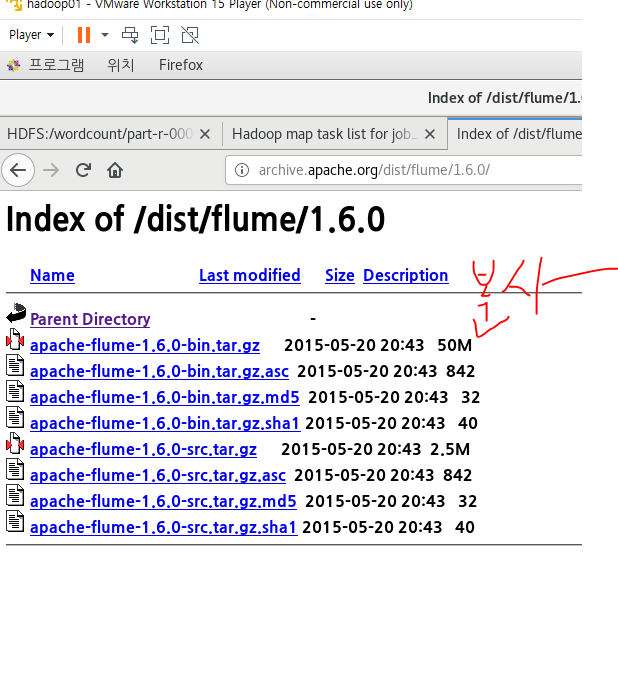 hadoop01 - VMware Workstation 15 Player (Non-commercial use only)
Player
프로그램 위치 Firefox
Index of /dist/flume/1.
HDFS:/wordcount/part-r-000 Hadoop map task list for job_ Index of /dist/flume
archive.apache.org/dist/flume/1.6.0/
Index of /dist/flume/1.6.0
Name Last modified Size Description
복사
Parent Directory -
apache-flume-1.6.0-bin.tar.gz 2015-05-20 20:43 50M
apache-flume-1.6.0-bin.tar.gz.asc 2015-05-20 20:43 842
apache-flume-1.6.0-bin.tar.gz.md5 2015-05-20 20:43 32
apache-flume-1.6.0-bin.tar.gz.sha1 2015-05-20 20:43 40
apache-flume-1.6.0-src.tar.gz 2015-05-20 20:43 2.5M
apache-flume-1.6.0-src.tar.gz.asc 2015-05-20 20:43 842
apache-flume-1.6.0-src.tar.gz.md5 2015-05-20 20:43 32
apache-flume-1.6.0-src.tar.gz.sha1 2015-05-20 20:43 40